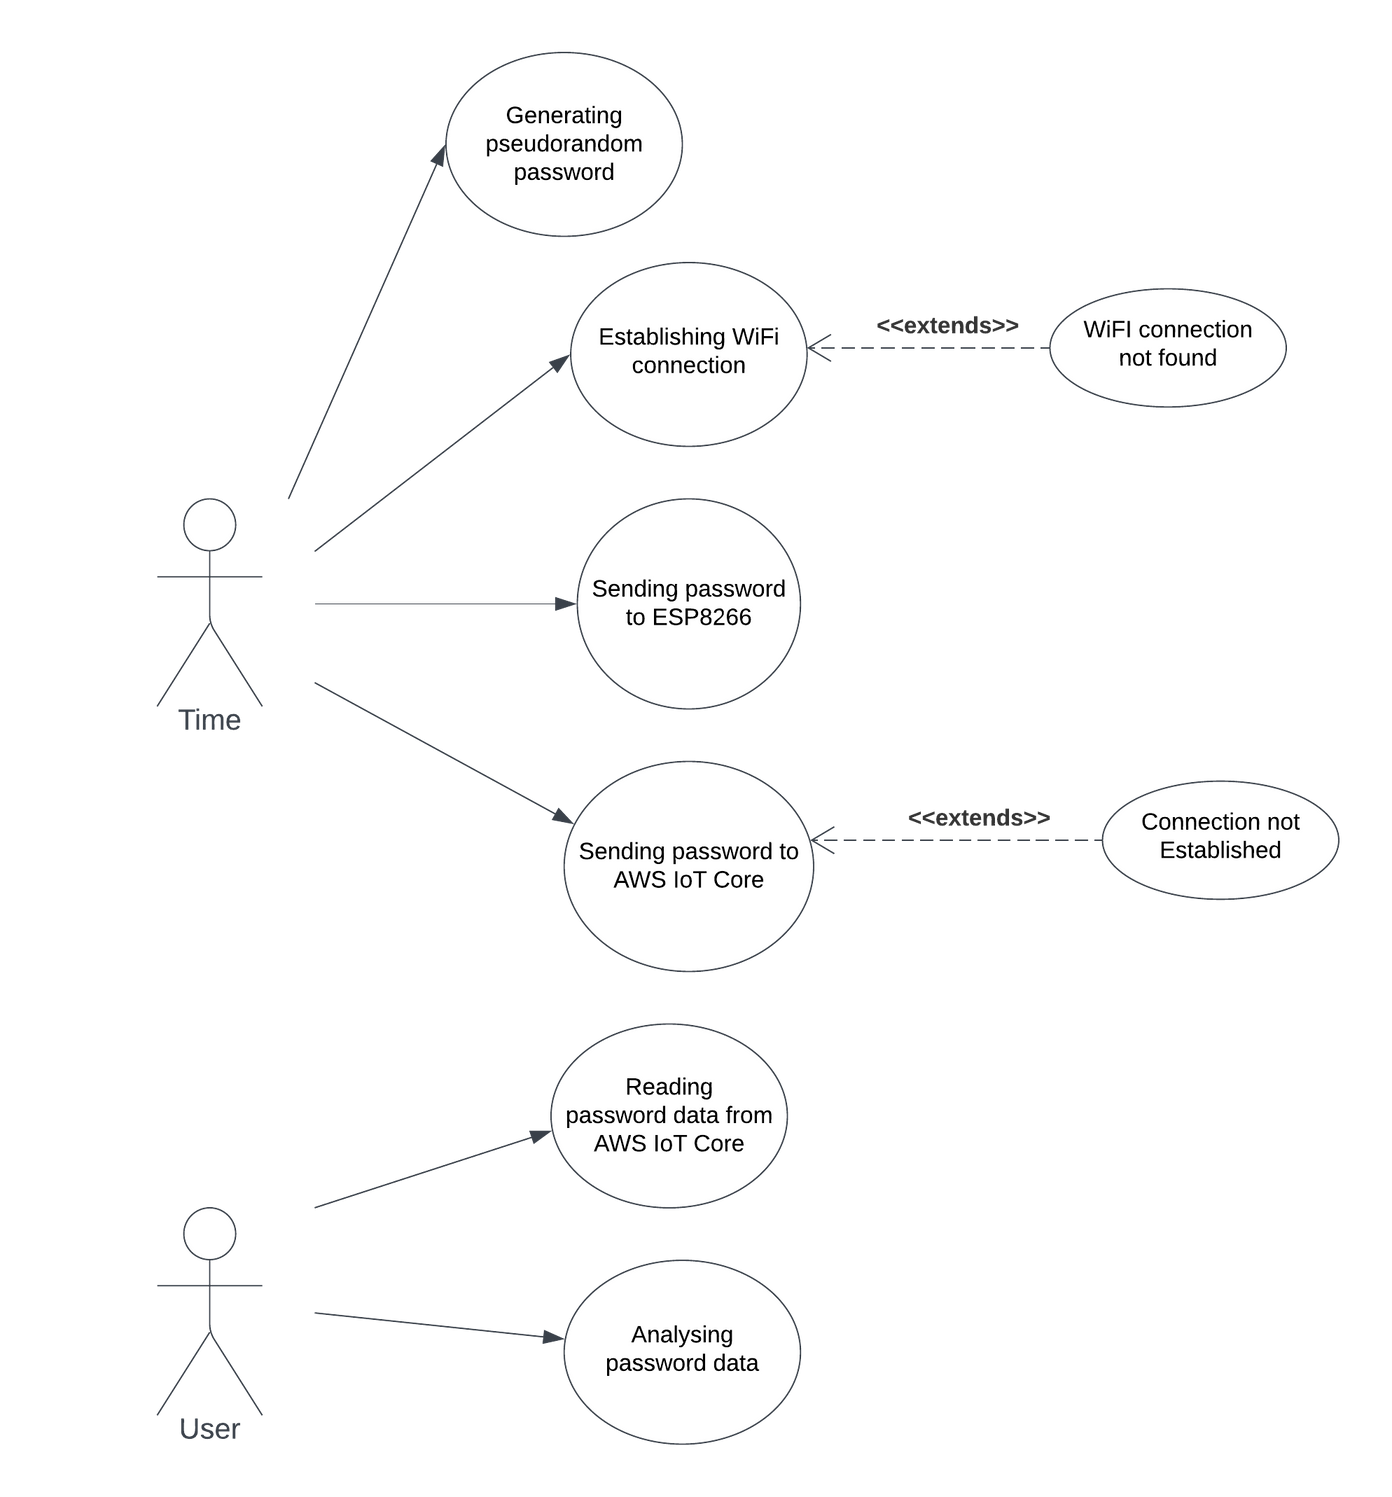 Generating
pseudorandom
password
Establishing WiFi
connection
<<extends>>
WiFI connection
not found
Sending password
to ESP8266
Time
Sending password to
AWS IoT Core
<<extends>>
Connection not
Established
Reading
password data from
AWS IoT Core
Analysing
password data
User